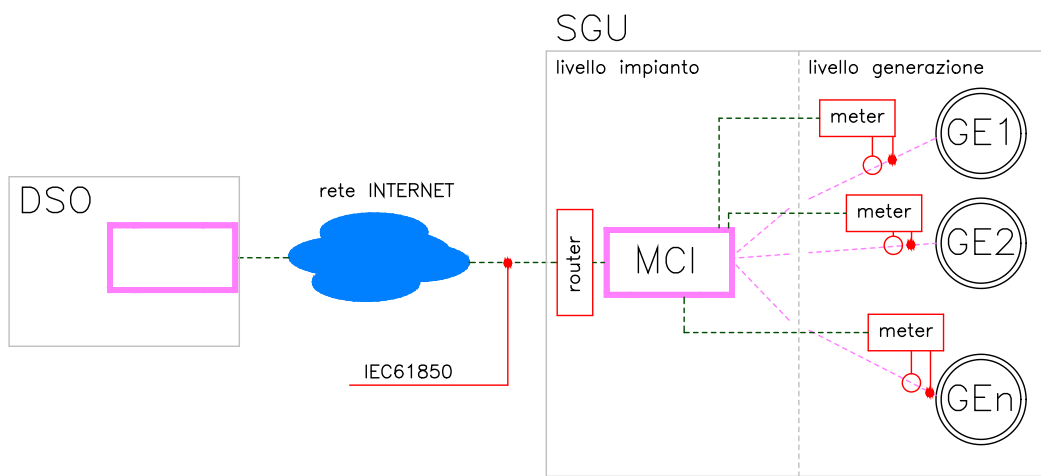 SGU
livello impianto
livello generazione
meter
GE1
DSO
rete INTERNET
meter
router
MCI
GE2
meter
IEC61850
GEn